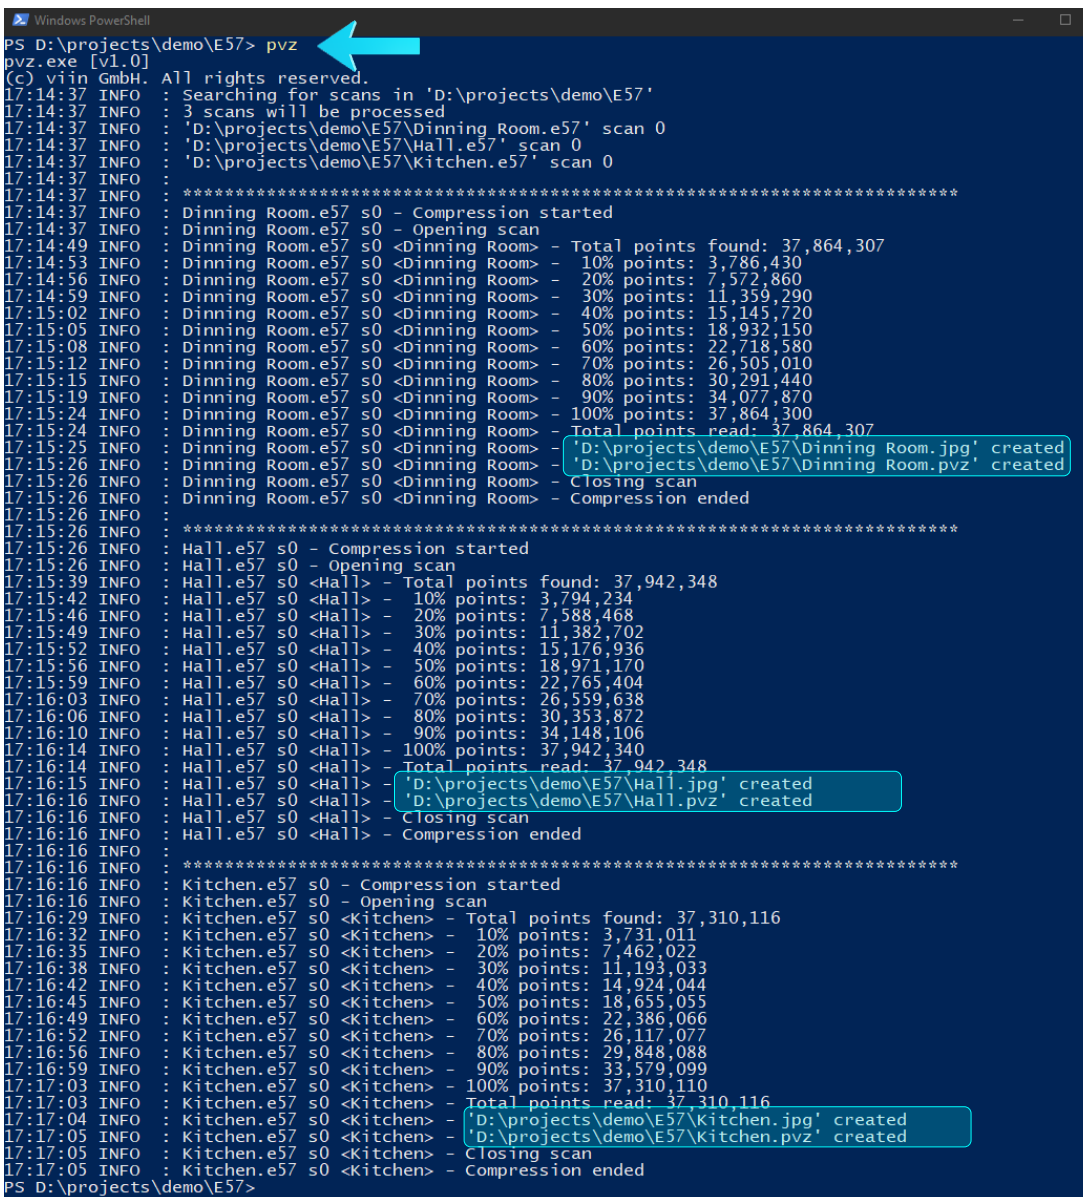 Windows PowerShell
PS D:\projects\demo\E57> pvz
pvz.exe [v1.0]
(c) viin GmbH. All rights reserved.
17:14:37 INFO  : Searching for scans in 'D:\projects\demo\E57'
17:14:37 INFO  : 3 scans will be processed
17:14:37 INFO  : 'D:\projects\demo\E57\Dinning Room.e57' scan 0
17:14:37 INFO  : 'D:\projects\demo\E57\Hall.e57' scan 0
17:14:37 INFO  : 'D:\projects\demo\E57\Kitchen.e57' scan 0
17:14:37 INFO  :
17:14:37 INFO  : **************************************************************************
17:14:37 INFO  : Dinning Room.e57 s0 - Compression started
17:14:37 INFO  : Dinning Room.e57 s0 - Opening scan
17:14:49 INFO  : Dinning Room.e57 s0 <Dinning Room> - Total points found: 37,864,307
17:14:53 INFO  : Dinning Room.e57 s0 <Dinning Room> -  10% points: 3,786,430
17:14:56 INFO  : Dinning Room.e57 s0 <Dinning Room> -  20% points: 7,572,860
17:14:59 INFO  : Dinning Room.e57 s0 <Dinning Room> -  30% points: 11,359,290
17:15:02 INFO  : Dinning Room.e57 s0 <Dinning Room> -  40% points: 15,145,720
17:15:05 INFO  : Dinning Room.e57 s0 <Dinning Room> -  50% points: 18,932,150
17:15:08 INFO  : Dinning Room.e57 s0 <Dinning Room> -  60% points: 22,718,580
17:15:12 INFO  : Dinning Room.e57 s0 <Dinning Room> -  70% points: 26,505,010
17:15:15 INFO  : Dinning Room.e57 s0 <Dinning Room> -  80% points: 30,291,440
17:15:19 INFO  : Dinning Room.e57 s0 <Dinning Room> -  90% points: 34,077,870
17:15:24 INFO  : Dinning Room.e57 s0 <Dinning Room> - 100% points: 37,864,300
17:15:24 INFO  : Dinning Room.e57 s0 <Dinning Room> - Total points read: 37,864,307
17:15:25 INFO  : Dinning Room.e57 s0 <Dinning Room> - 'D:\projects\demo\E57\Dinning Room.jpg' created
17:15:26 INFO  : Dinning Room.e57 s0 <Dinning Room> - 'D:\projects\demo\E57\Dinning Room.pvz' created
17:15:26 INFO  : Dinning Room.e57 s0 <Dinning Room> - Closing scan
17:15:26 INFO  : Dinning Room.e57 s0 <Dinning Room> - Compression ended
17:15:26 INFO  :
17:15:26 INFO  : **************************************************************************
17:15:26 INFO  : Hall.e57 s0 - Compression started
17:15:26 INFO  : Hall.e57 s0 - Opening scan
17:15:39 INFO  : Hall.e57 s0 <Hall> - Total points found: 37,942,348
17:15:42 INFO  : Hall.e57 s0 <Hall> -  10% points: 3,794,234
17:15:46 INFO  : Hall.e57 s0 <Hall> -  20% points: 7,588,468
17:15:49 INFO  : Hall.e57 s0 <Hall> -  30% points: 11,382,702
17:15:52 INFO  : Hall.e57 s0 <Hall> -  40% points: 15,176,936
17:15:56 INFO  : Hall.e57 s0 <Hall> -  50% points: 18,971,170
17:15:59 INFO  : Hall.e57 s0 <Hall> -  60% points: 22,765,404
17:16:03 INFO  : Hall.e57 s0 <Hall> -  70% points: 26,559,638
17:16:06 INFO  : Hall.e57 s0 <Hall> -  80% points: 30,353,872
17:16:10 INFO  : Hall.e57 s0 <Hall> -  90% points: 34,148,106
17:16:14 INFO  : Hall.e57 s0 <Hall> - 100% points: 37,942,340
17:16:14 INFO  : Hall.e57 s0 <Hall> - Total points read: 37,942,348
17:16:15 INFO  : Hall.e57 s0 <Hall> - 'D:\projects\demo\E57\Hall.jpg' created
17:16:16 INFO  : Hall.e57 s0 <Hall> - 'D:\projects\demo\E57\Hall.pvz' created
17:16:16 INFO  : Hall.e57 s0 <Hall> - Closing scan
17:16:16 INFO  : Hall.e57 s0 <Hall> - Compression ended
17:16:16 INFO  :
17:16:16 INFO  : **************************************************************************
17:16:16 INFO  : Kitchen.e57 s0 - Compression started
17:16:16 INFO  : Kitchen.e57 s0 - Opening scan
17:16:29 INFO  : Kitchen.e57 s0 <Kitchen> - Total points found: 37,310,116
17:16:32 INFO  : Kitchen.e57 s0 <Kitchen> -  10% points: 3,731,011
17:16:35 INFO  : Kitchen.e57 s0 <Kitchen> -  20% points: 7,462,022
17:16:38 INFO  : Kitchen.e57 s0 <Kitchen> -  30% points: 11,193,033
17:16:42 INFO  : Kitchen.e57 s0 <Kitchen> -  40% points: 14,924,044
17:16:45 INFO  : Kitchen.e57 s0 <Kitchen> -  50% points: 18,655,055
17:16:49 INFO  : Kitchen.e57 s0 <Kitchen> -  60% points: 22,386,066
17:16:52 INFO  : Kitchen.e57 s0 <Kitchen> -  70% points: 26,117,077
17:16:56 INFO  : Kitchen.e57 s0 <Kitchen> -  80% points: 29,848,088
17:16:59 INFO  : Kitchen.e57 s0 <Kitchen> -  90% points: 33,579,099
17:17:03 INFO  : Kitchen.e57 s0 <Kitchen> - 100% points: 37,310,110
17:17:03 INFO  : Kitchen.e57 s0 <Kitchen> - Total points read: 37,310,116
17:17:04 INFO  : Kitchen.e57 s0 <Kitchen> - 'D:\projects\demo\E57\Kitchen.jpg' created
17:17:05 INFO  : Kitchen.e57 s0 <Kitchen> - 'D:\projects\demo\E57\Kitchen.pvz' created
17:17:05 INFO  : Kitchen.e57 s0 <Kitchen> - Closing scan
17:17:05 INFO  : Kitchen.e57 s0 <Kitchen> - Compression ended
PS D:\projects\demo\E57>